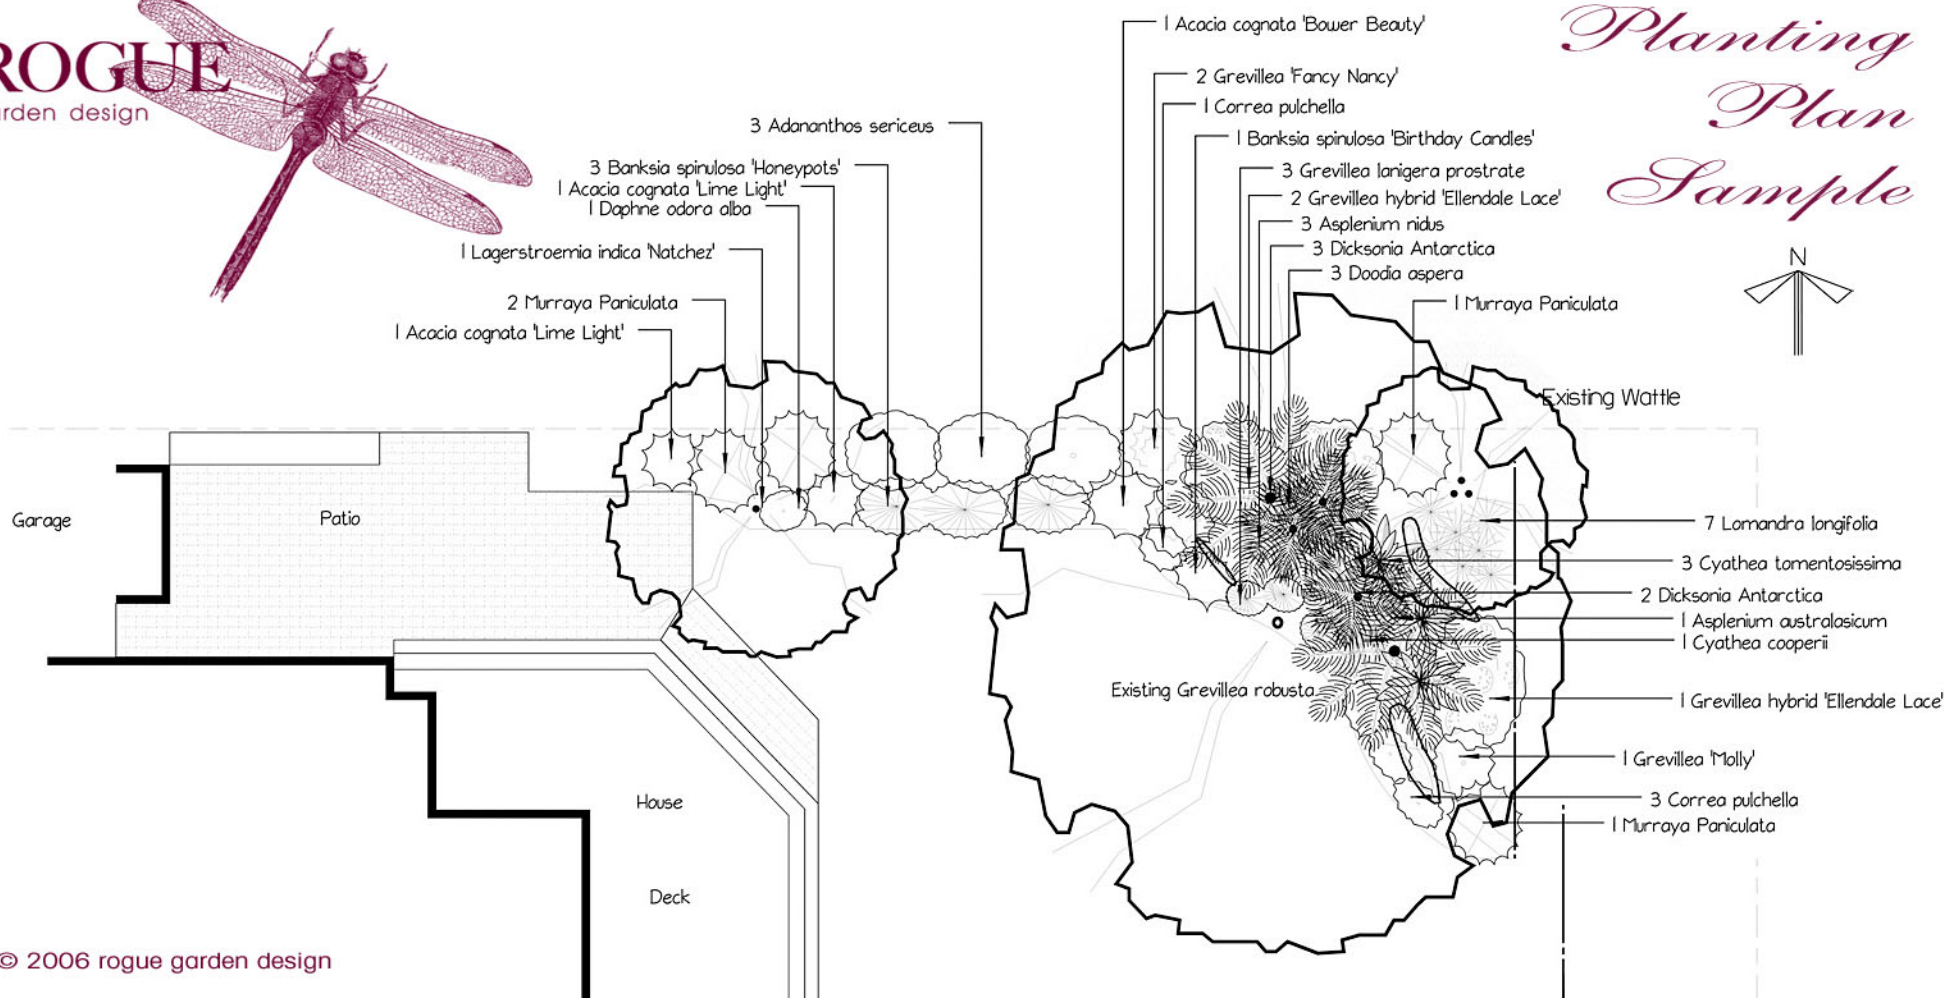 ROGUE
garden design
Planting
Plan
Sample
N
1 Acacia cognata 'Bower Beauty'
2 Grevillea 'Fancy Nancy'
1 Correa pulchella
3 Adananthos sericeus
1 Banksia spinulosa 'Birthday Candles'
3 Banksia spinulosa 'Honeypots'
3 Grevillea lanigera prostrate
1 Acacia cognata 'Lime Light'
2 Grevillea hybrid 'Ellendale Lace'
1 Daphne odora alba
3 Asplenium nidus
1 Lagerstroemia indica 'Natchez'
3 Dicksonia Antarctica
3 Doodia aspera
2 Murraya Paniculata
1 Murraya Paniculata
1 Acacia cognata 'Lime Light'
Existing Wattle
Garage
Patio
7 Lomandra longifolia
3 Cyathea tomentosissima
2 Dicksonia Antarctica
1 Asplenium australasicum
1 Cyathea cooperii
Existing Grevillea robusta
1 Grevillea hybrid 'Ellendale Lace'
1 Grevillea 'Molly'
House
3 Correa pulchella
1 Murraya Paniculata
Deck
© 2006 rogue garden design